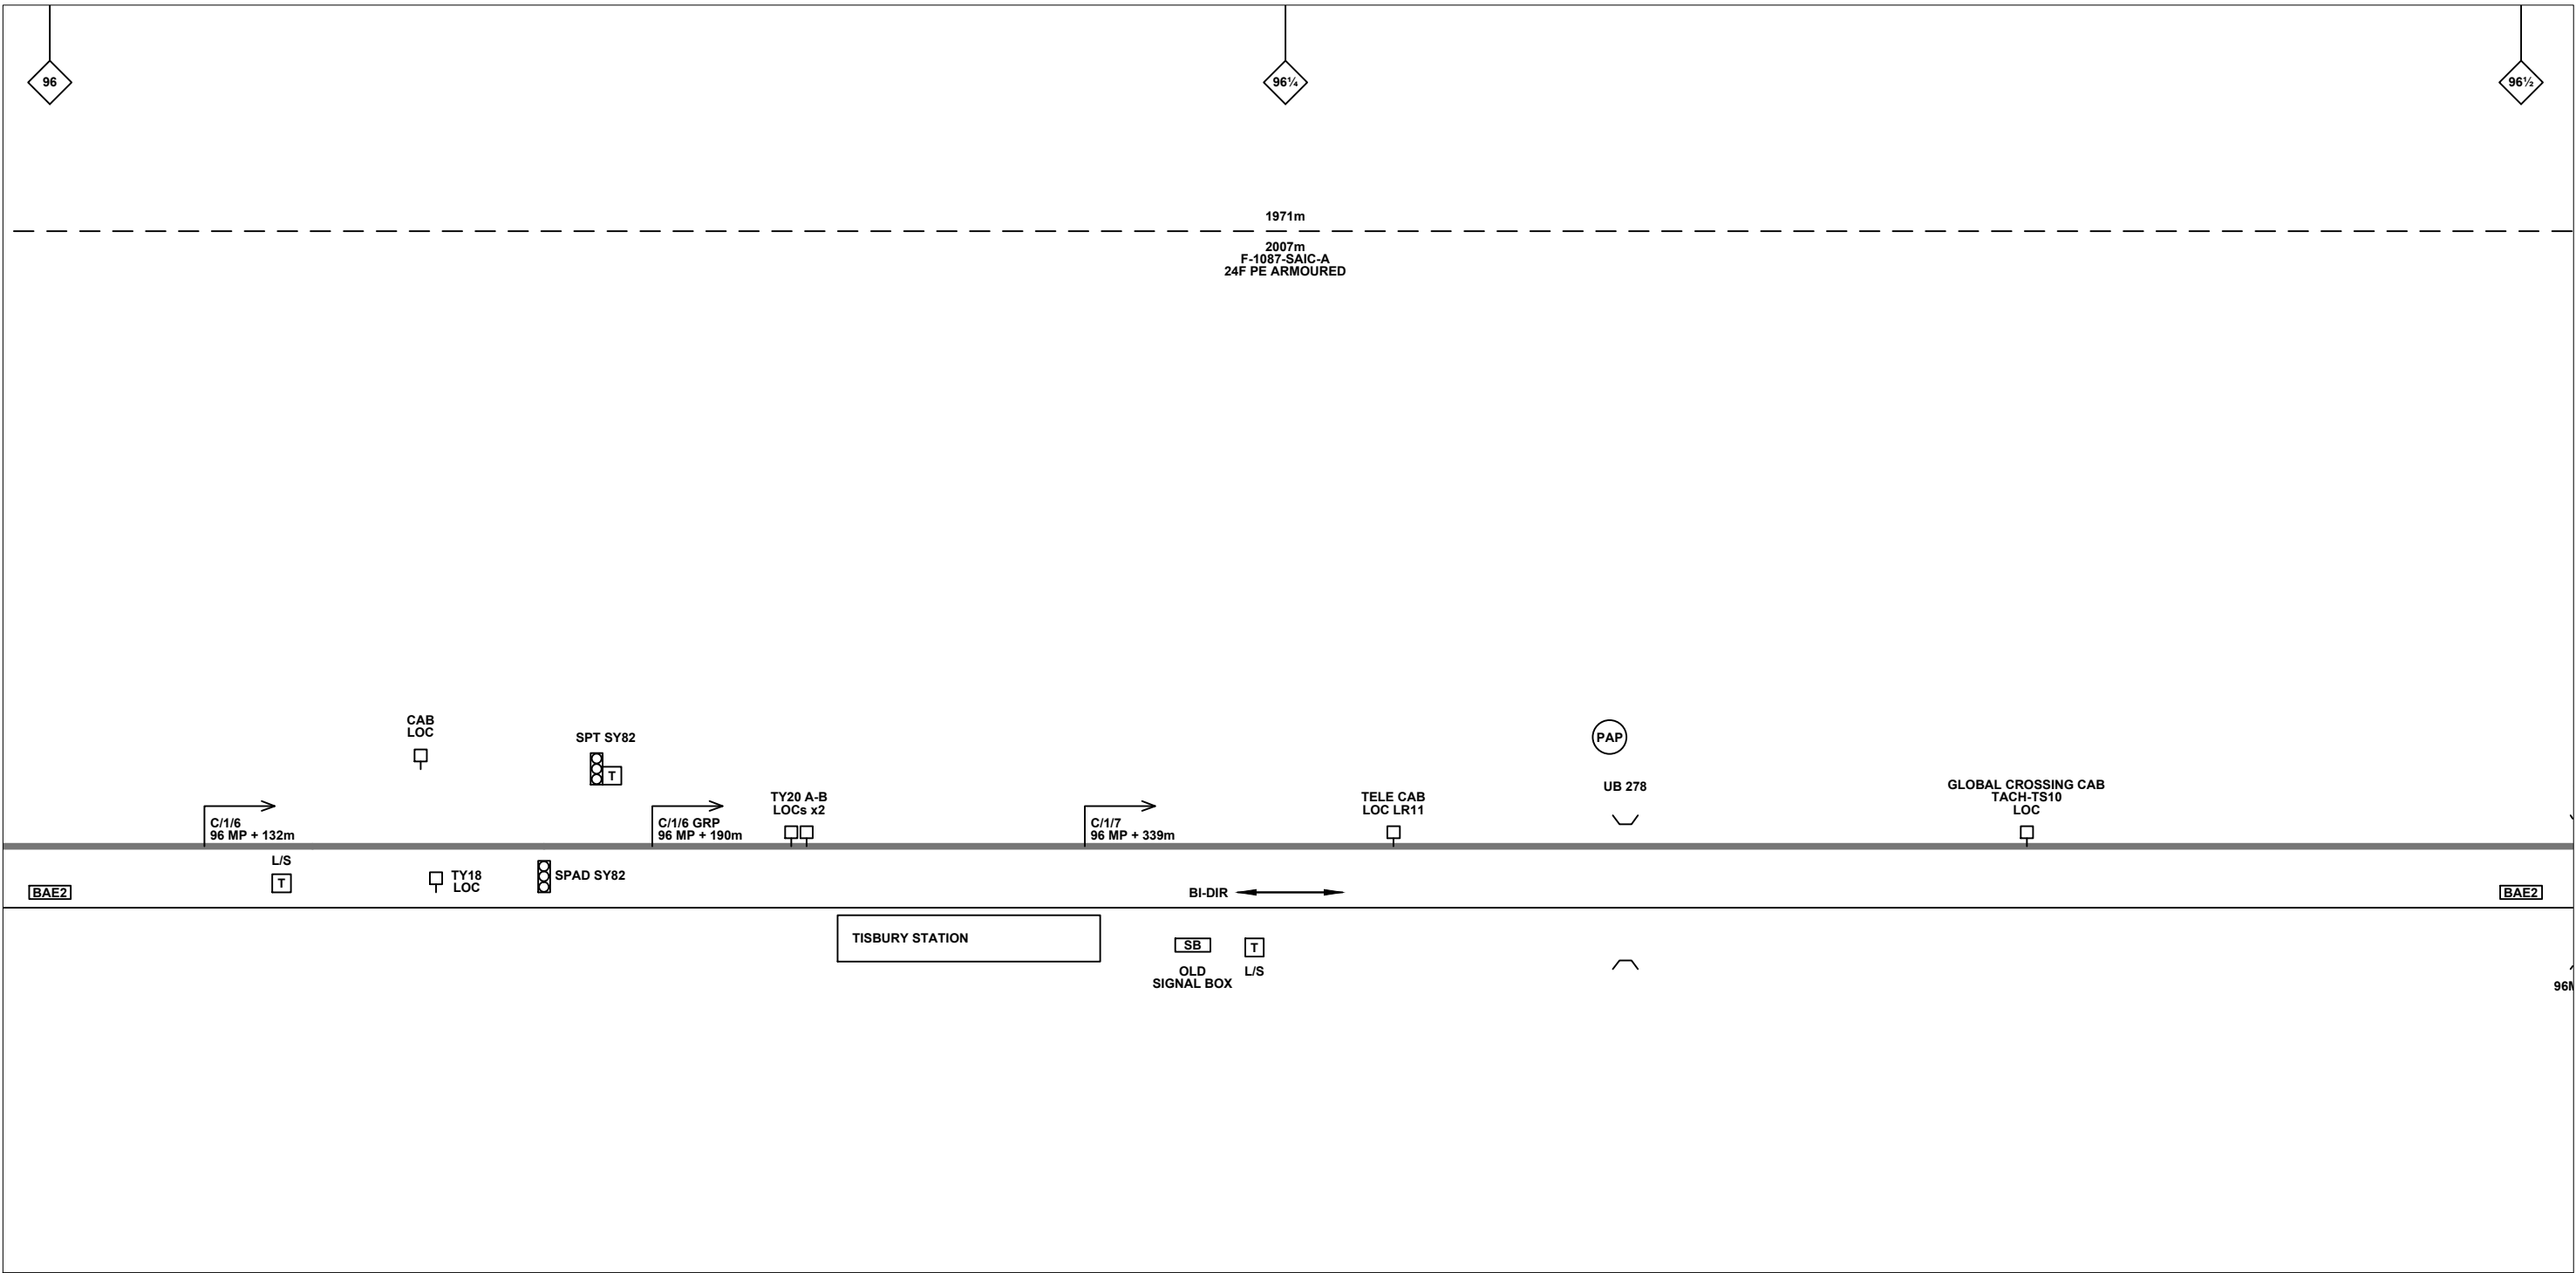 96
96¼
96½
1971m
2007m
F-1087-SAIC-A
24F PE ARMOURED
CAB
LOC
SPT SY82
T
PAP
UB 278
TY20 A-B
LOCs x2
TELE CAB
LOC LR11
GLOBAL CROSSING CAB
TACH-TS10
LOC
C/1/6
96 MP + 132m
C/1/6 GRP
96 MP + 190m
C/1/7
96 MP + 339m
L/S
T
TY18
LOC
SPAD SY82
BAE2
BI-DIR
BAE2
TISBURY STATION
SB
T
OLD
SIGNAL BOX
L/S